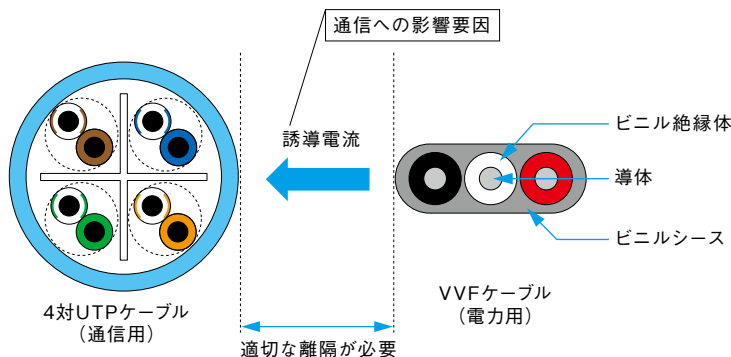 通信への影響要因
誘導電流
ビニル絶縁体
導体
ビニルシース
4対UTPケーブル
（通信用）
VVFケーブル
（電力用）
適切な離隔が必要